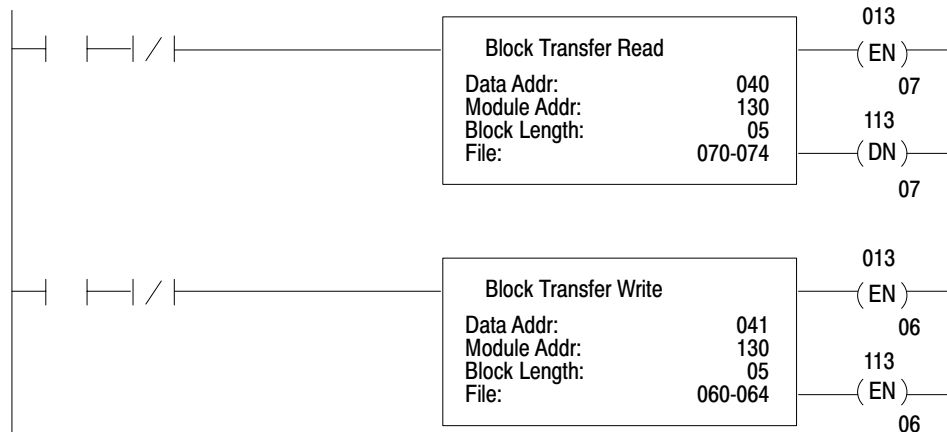 013
Block Transfer Read
EN
Data Addr: 040
07
Module Addr: 130
Block Length: 05
113
File: 070-074
DN
07
013
Block Transfer Write
EN
Data Addr: 041
06
Module Addr: 130
Block Length: 05
113
File: 060-064
EN
06